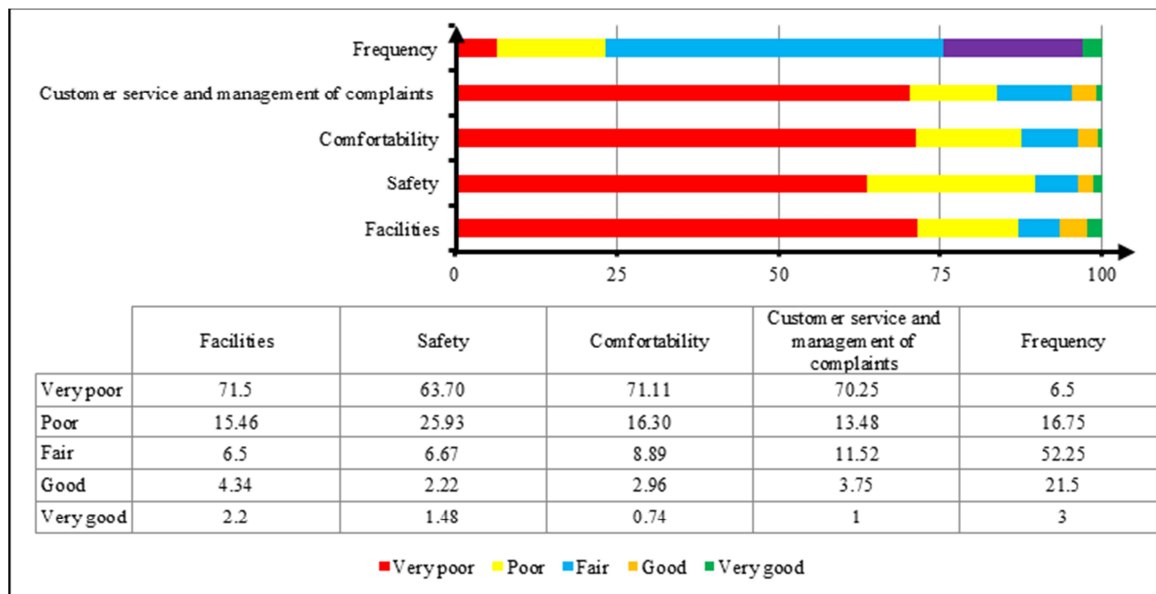 Frequency
Customer service and management of complaints
Comfortability
Safety
Facilities
0 25 50 75 100
Facilities Safety Comfortability Customer service and management of complaints Frequency
Very poor 71.5 63.70 71.11 70.25 6.5
Poor 15.46 25.93 16.30 13.48 16.75
Fair 6.5 6.67 8.89 11.52 52.25
Good 4.34 2.22 2.96 3.75 21.5
Very good 2.2 1.48 0.74 1 3
Very poor Poor Fair Good Very good